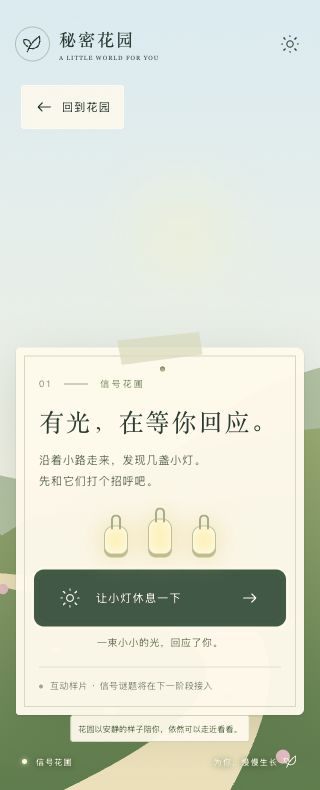 秘密花园
A LITTLE WORLD FOR YOU
← 回到花园
01 —— 信号花圃
有光，在等你回应。
沿着小路走来，发现几盏小灯。
先和它们打个招呼吧。
让小灯休息一下 →
一束小小的光，回应了你。
互动样片 · 信号谜题将在下一阶段接入
花园以安静的样子陪你，依然可以走近看看。
信号花圃
为你，慢慢生长